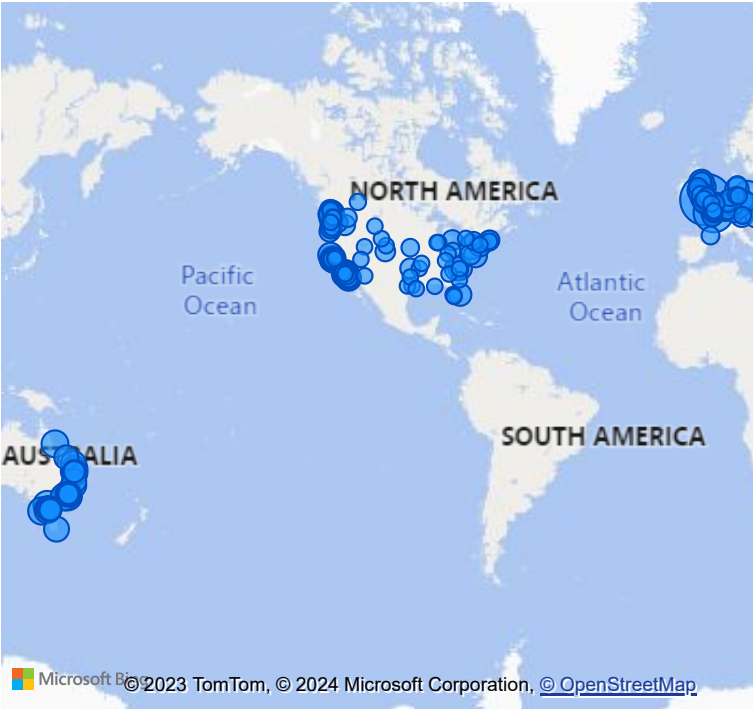 NORTH AMERICA
Pacific
Ocean
Atlantic
Ocean
SOUTH AMERICA
AUSTRALIA
Microsoft Bing
© 2023 TomTom, © 2024 Microsoft Corporation, © OpenStreetMap